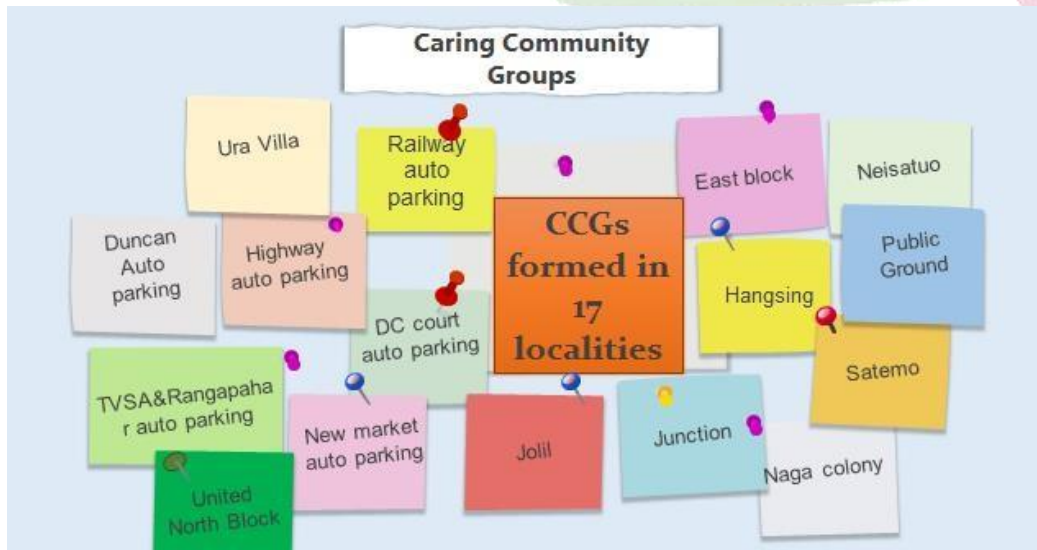 Caring Community
Groups
Ura Villa
Railway
auto
parking
East block
Neisatuo
Duncan
Auto
parking
Highway
auto parking
CCGs
formed in
17
localities
Hangsing
Public
Ground
DC court
auto parking
Satemo
TVSA&Rangapaha
r auto parking
New market
auto parking
Jolil
Junction
Naga colony
United
North Block